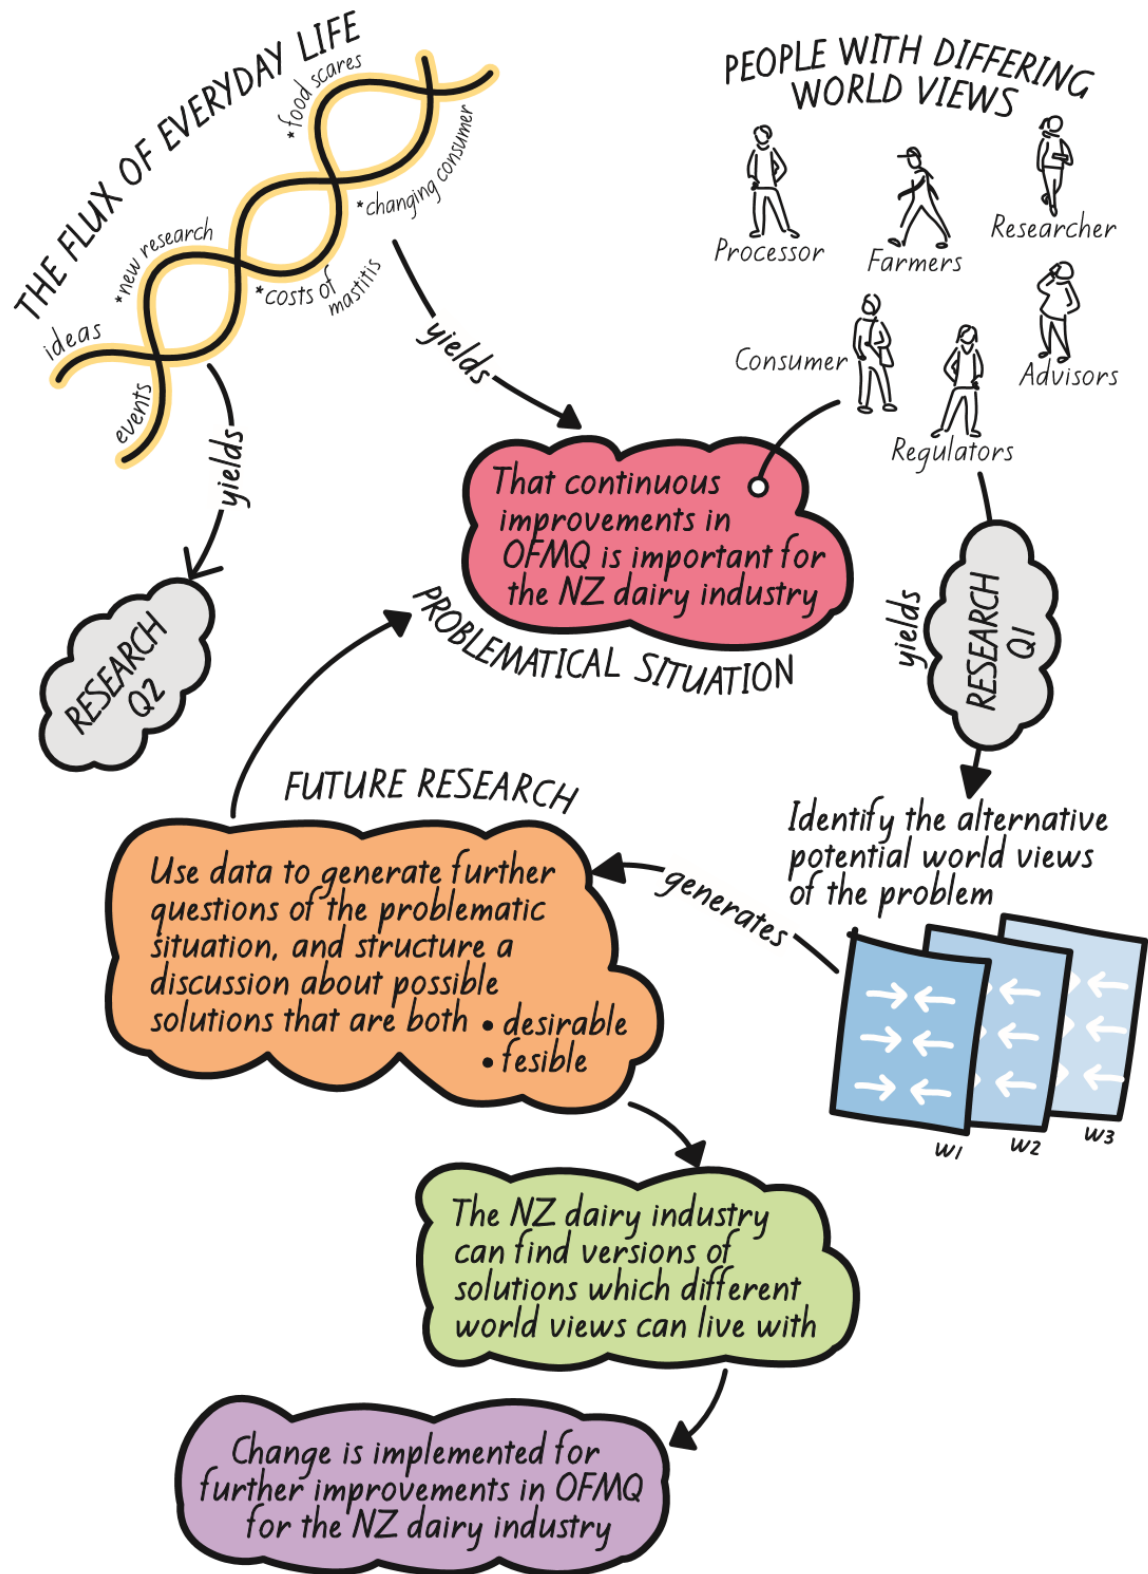 THE FLUX OF EVERYDAY LIFE
*food scares
*changing consumer
*new research
*costs of
mastitis
ideas
events
yields
yields
PEOPLE WITH DIFFERING
WORLD VIEWS
Processor
Farmers
Researcher
Consumer
Regulators
Advisors
That continuous
improvements in
OFMQ is important for
the NZ dairy industry
PROBLEMATICAL SITUATION
RESEARCH
Q2
yields
RESEARCH
Q1
Identify the alternative
potential world views
of the problem
generates
w1
w2
w3
FUTURE RESEARCH
Use data to generate further
questions of the problematic
situation, and structure a
discussion about possible
solutions that are both • desirable
• fesible
The NZ dairy industry
can find versions of
solutions which different
world views can live with
Change is implemented for
further improvements in OFMQ
for the NZ dairy industry